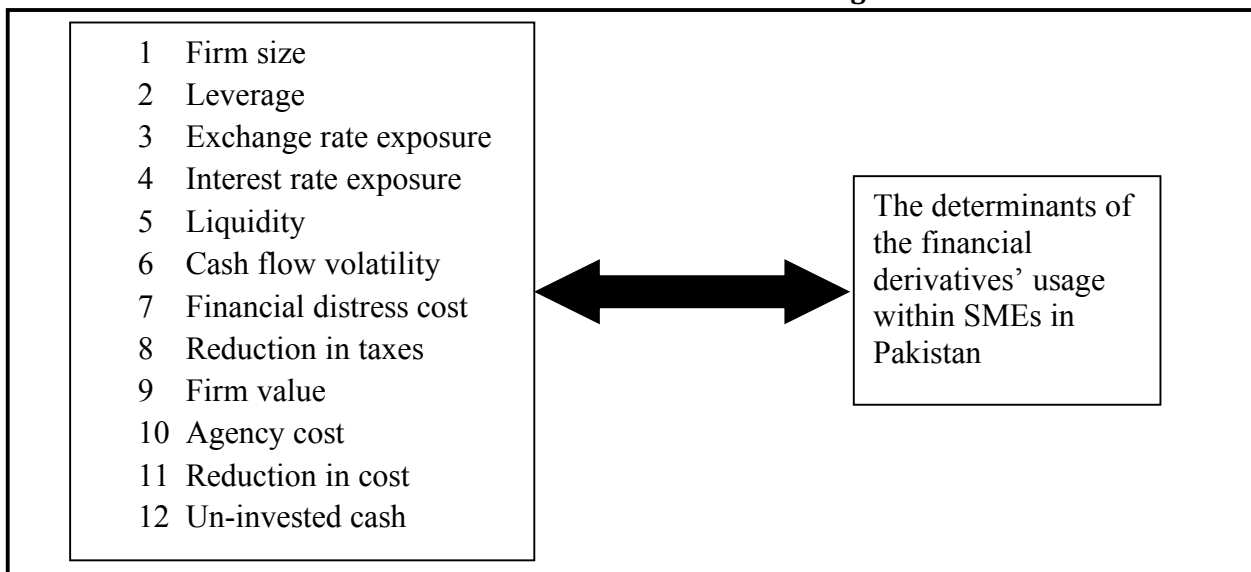 1 Firm size
2 Leverage
3 Exchange rate exposure
4 Interest rate exposure
5 Liquidity
6 Cash flow volatility
7 Financial distress cost
8 Reduction in taxes
9 Firm value
10 Agency cost
11 Reduction in cost
12 Un-invested cash
The determinants of
the financial
derivatives’ usage
within SMEs in
Pakistan